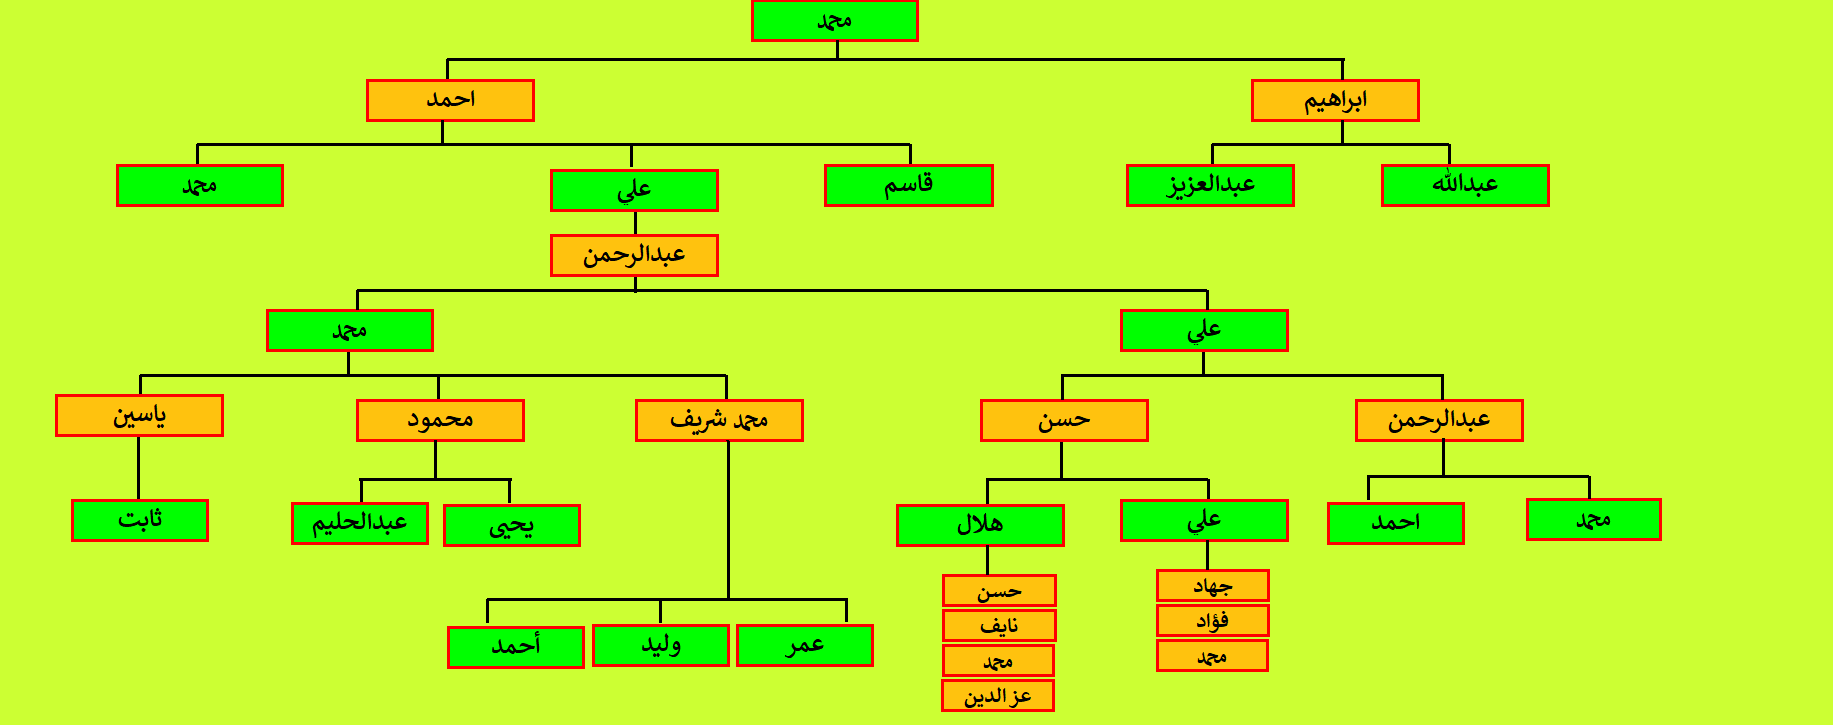 محمد
ابراهيم
احمد
عبدالله
عبدالعزيز
قاسم
علي
محمد
عبدالرحمن
علي
محمد
عبدالرحمن
حسن
محمد شريف
محمود
ياسين
محمد
احمد
علي
هلال
يحيى
عبدالحليم
ثابت
جهاد
فؤاد
محمد
حسن
نايف
محمد
عز الدين
عمر
وليد
أحمد